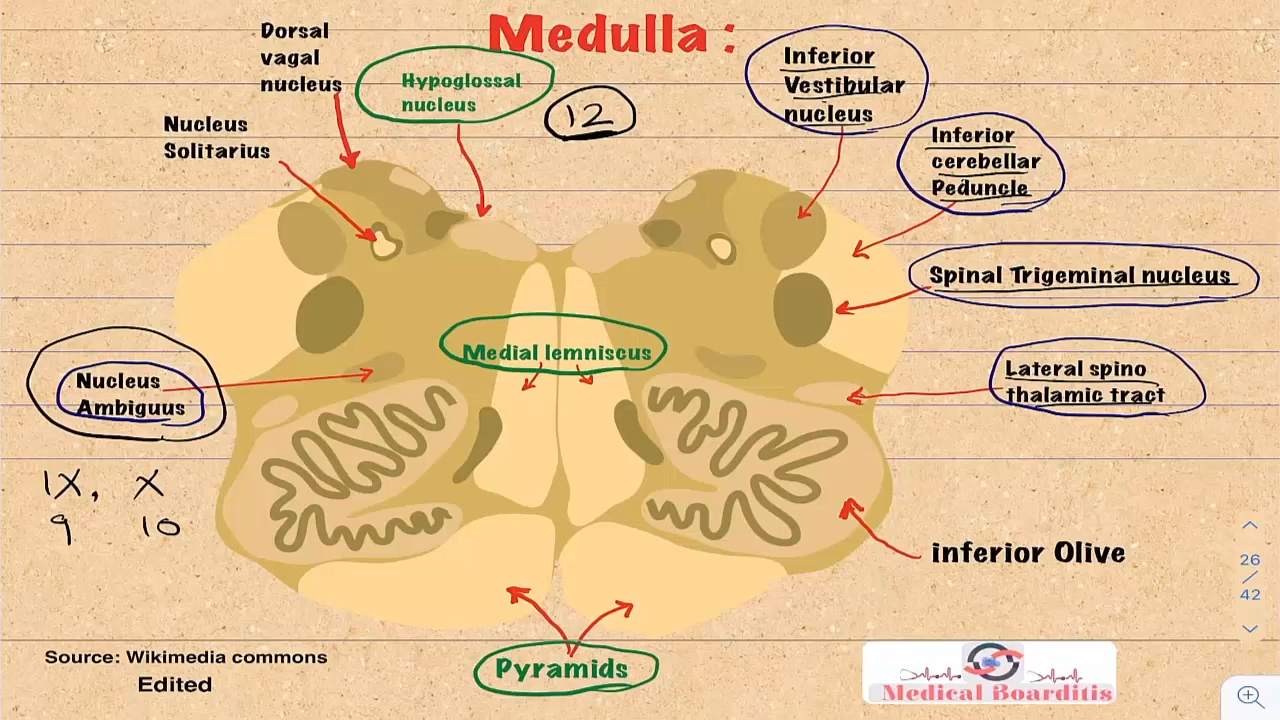 Medulla :
Dorsal
vagal
nucleus
Hypoglossal
nucleus
12
Inferior
Vestibular
nucleus
Nucleus
Solitarius
Inferior
cerebellar
Peduncle
Spinal Trigeminal nucleus
Medial lemniscus
Nucleus
Ambiguus
Lateral spino
thalamic tract
IX, X
9 10
inferior Olive
26
/
42
Pyramids
Source: Wikimedia commons
Edited
Medical Boarditis